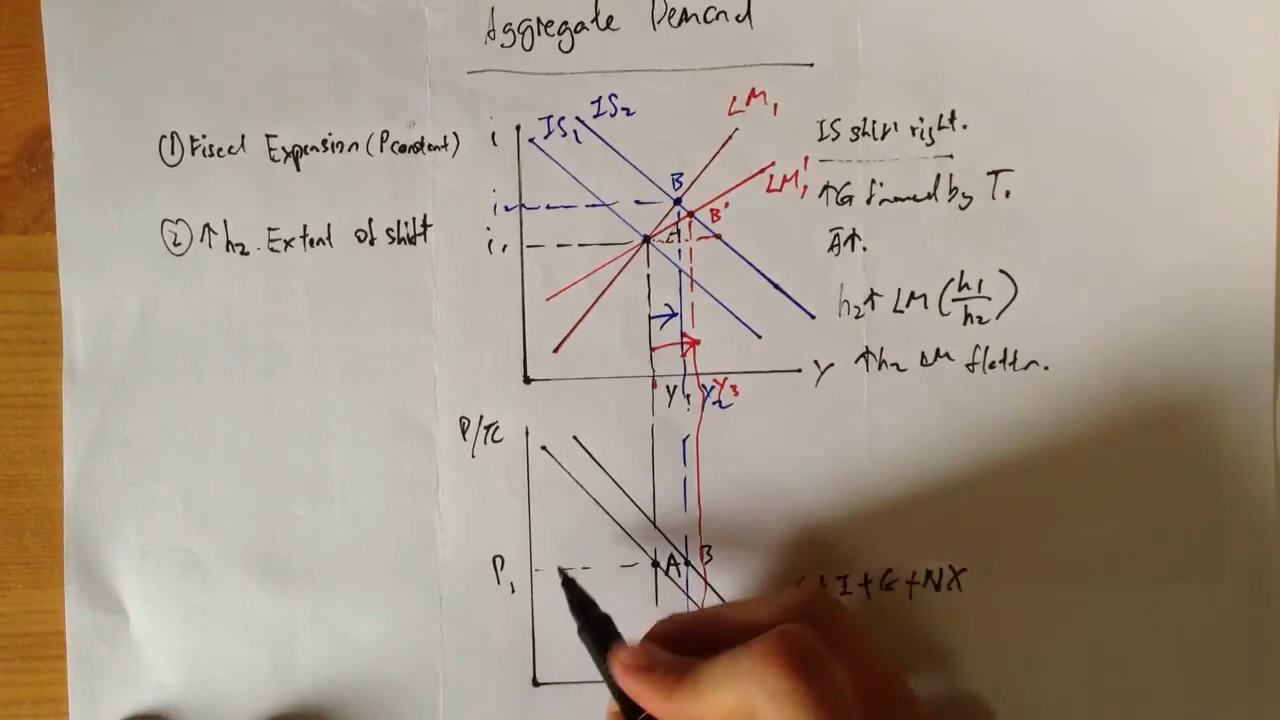 Aggregate Demand
① Fiscal Expansion (P constant)
② ↑ h₂. Extent of shift
i
IS₁
IS₂
LM₁
LM₁'
B
B'
i₂
i₁
Y₁
Y₂
Y₃
Y
IS shift right.
↑G financed by T.
A̅↑.
h₂↑ LM (h₁/h₂)
↑h₂ LM flatter.
P/π
P₁
A
B
I+G+NX